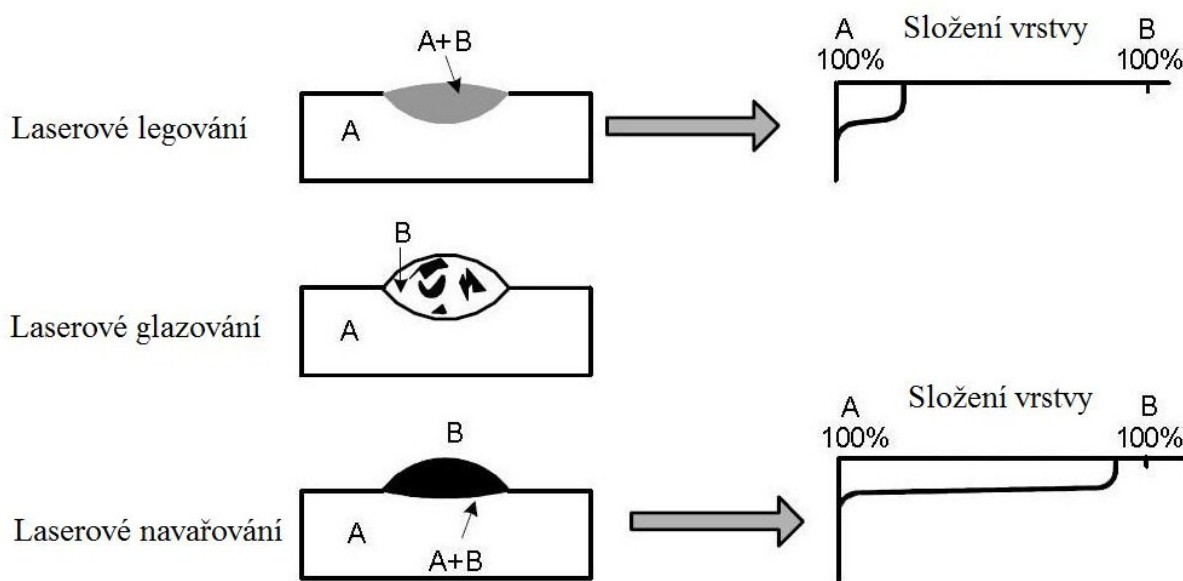 A+B
A
Laserové legování
A
100%
Složení vrstvy
B
100%
B
A
Laserové glazování
B
A
A+B
Laserové navařování
A
100%
Složení vrstvy
B
100%